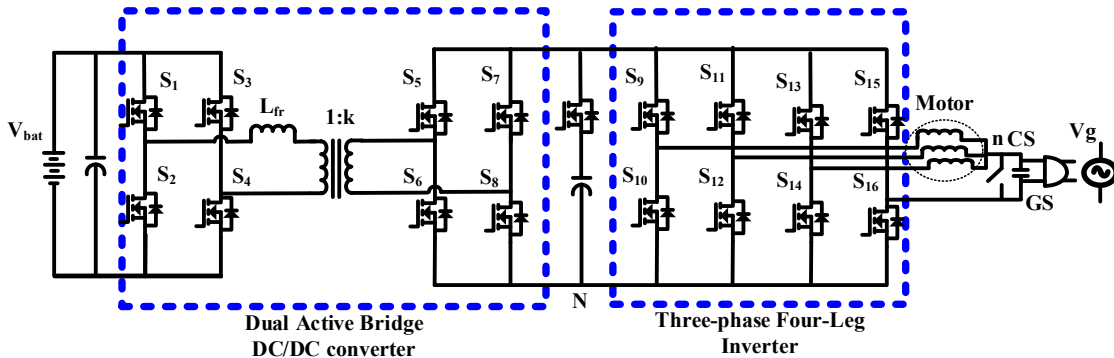 S1
S3
S5
S7
S9
S11
S13
S15
Lfr
1:k
Motor
Vbat
n CS
Vg
S2
S4
S6
S8
S10
S12
S14
S16
GS
N
Dual Active Bridge
DC/DC converter
Three-phase Four-Leg
Inverter